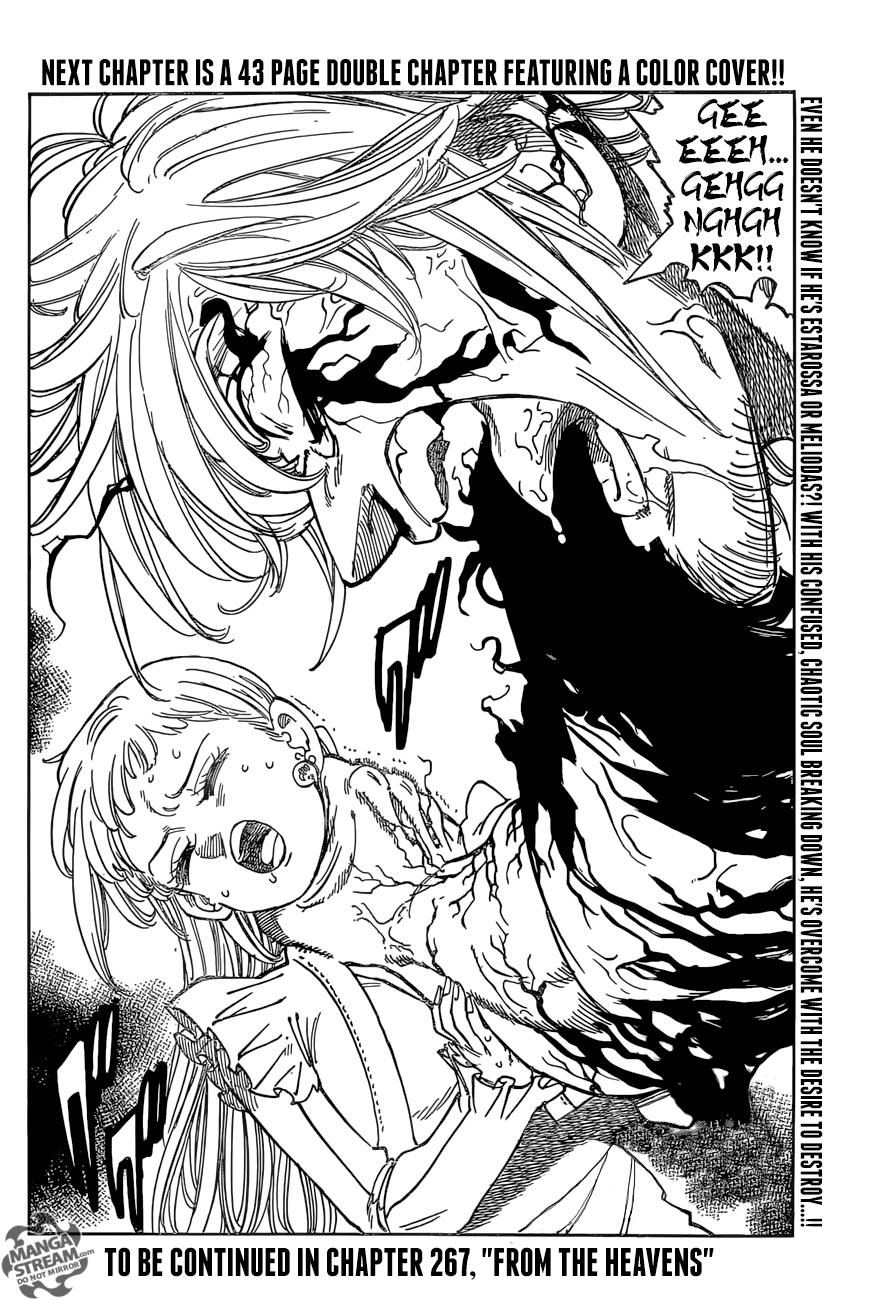 NEXT CHAPTER IS A 43 PAGE DOUBLE CHAPTER FEATURING A COLOR COVER!!
GEE
EEEH...
GEHGG
NGHGH
KKK!!
EVEN HE DOESN'T KNOW IF HE'S ESTAROSSA OR MELIODAS?! WITH HIS CONFUSED, CHAOTIC SOUL BREAKING DOWN, HE'S OVERCOME WITH THE DESIRE TO DESTROY...!!
MANGA
STREAM.com
DO NOT MIRROR
TO BE CONTINUED IN CHAPTER 267, "FROM THE HEAVENS"